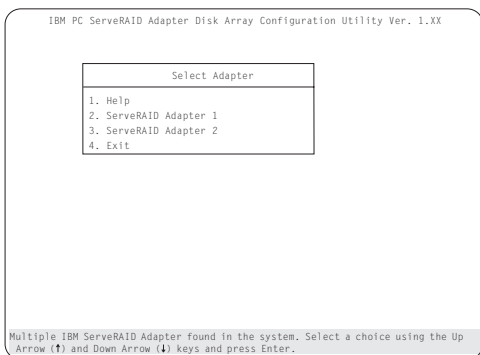 IBM PC ServeRAID Adapter Disk Array Configuration Utility Ver. 1.XX
Select Adapter
1. Help
2. ServeRAID Adapter 1
3. ServeRAID Adapter 2
4. Exit
Multiple IBM ServeRAID Adapter found in the system. Select a choice using the Up
Arrow (↑) and Down Arrow (↓) keys and press Enter.